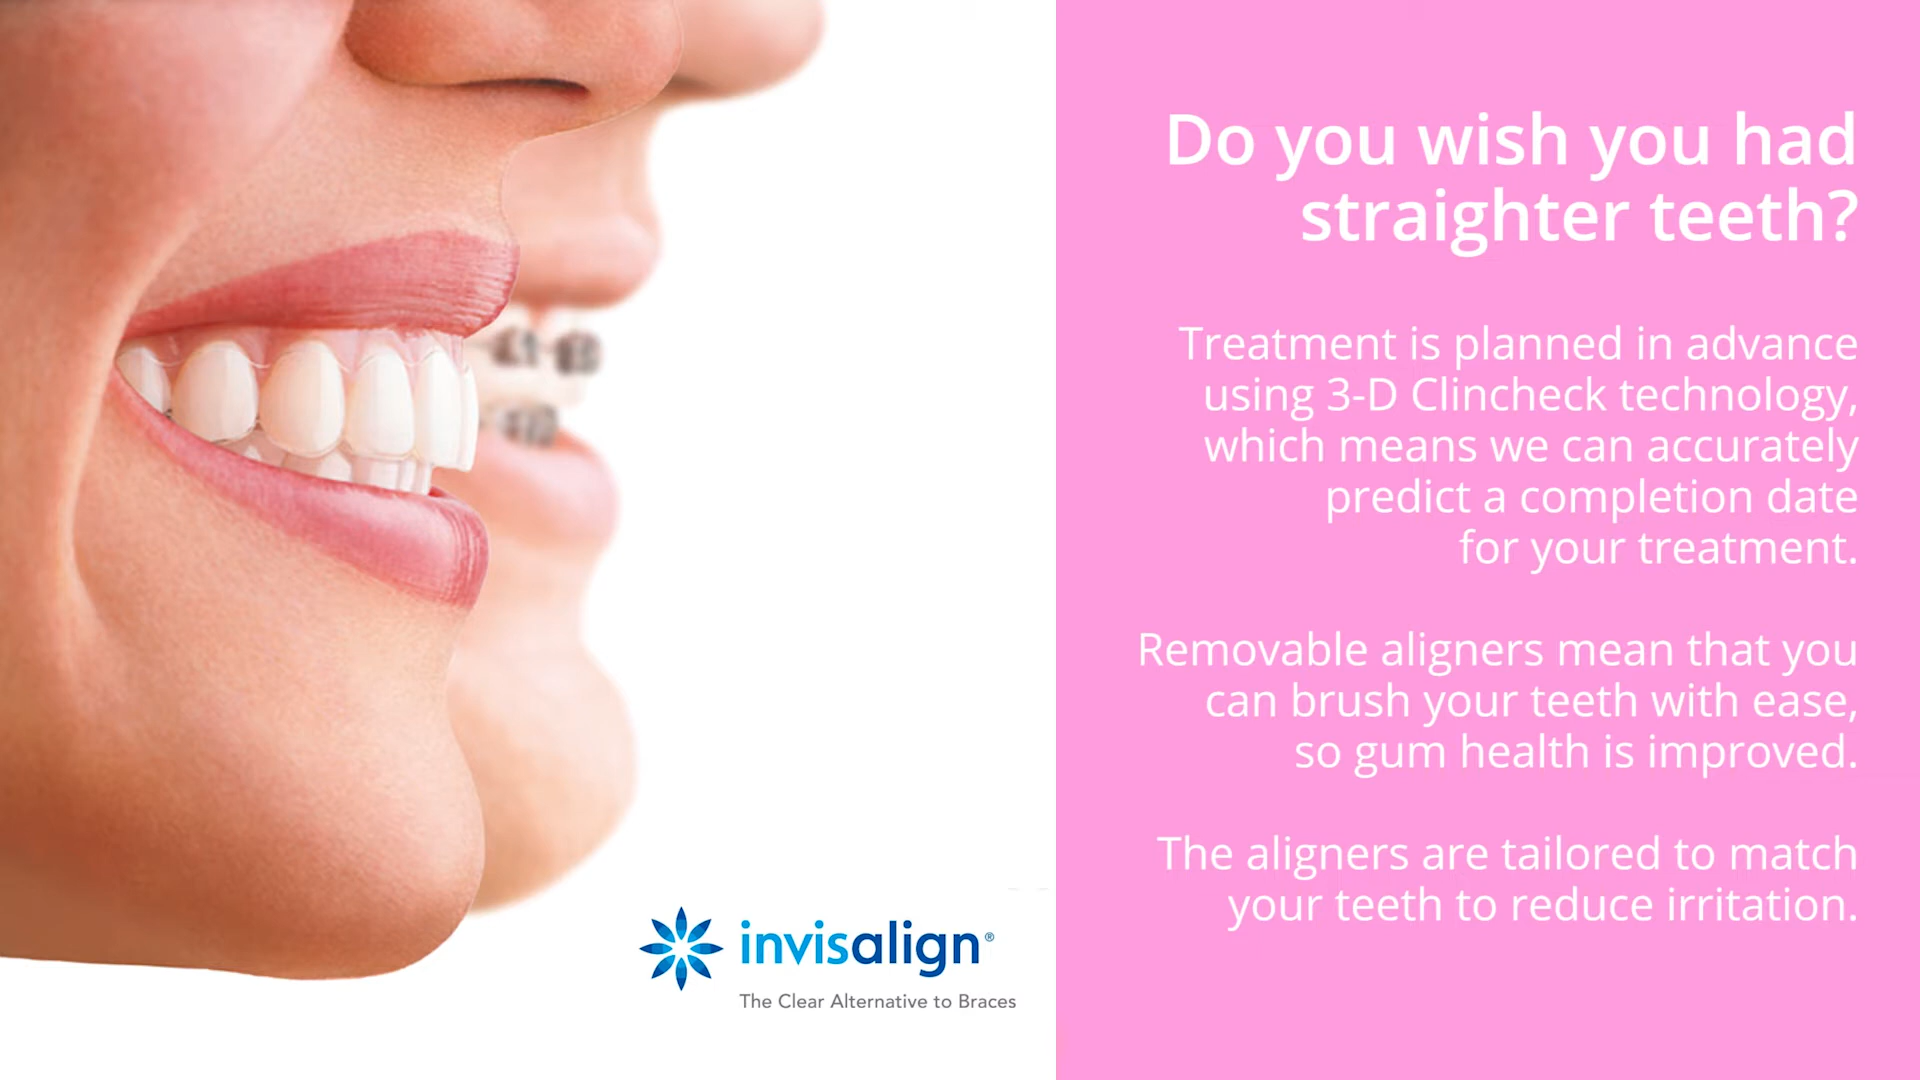 Do you wish you had
straighter teeth?
Treatment is planned in advance
using 3-D Clincheck technology,
which means we can accurately
predict a completion date
for your treatment.
Removable aligners mean that you
can brush your teeth with ease,
so gum health is improved.
The aligners are tailored to match
your teeth to reduce irritation.
invisalign®
The Clear Alternative to Braces